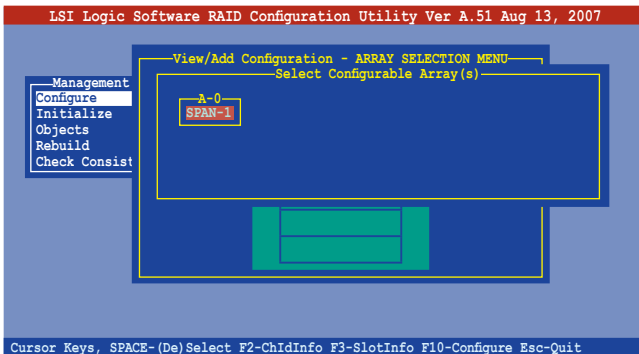 LSI Logic Software RAID Configuration Utility Ver A.51 Aug 13, 2007
View/Add Configuration - ARRAY SELECTION MENU
Select Configurable Array(s)
Management
Configure
Initialize
Objects
Rebuild
Check Consist
A-0
SPAN-1
Cursor Keys, SPACE-(De)Select F2-ChIdInfo F3-SlotInfo F10-Configure Esc-Quit